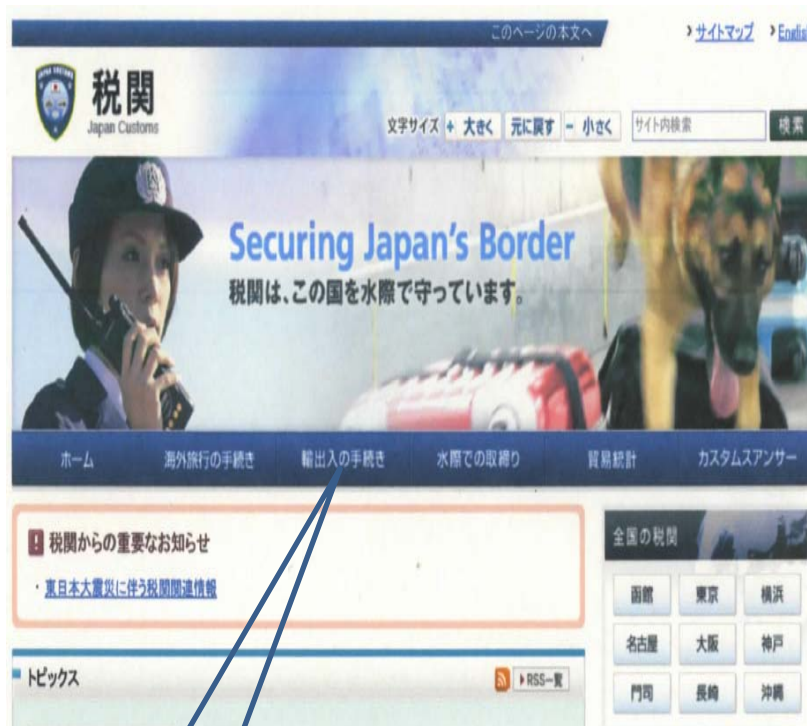 このページの本文へ
サイトマップ
English
税関
Japan Customs
文字サイズ + 大きく 元に戻す - 小さく サイト内検索 検索
Securing Japan's Border
税関は、この国を水際で守っています。
ホーム 海外旅行の手続き 輸出入の手続き 水際での取締り 貿易統計 カスタムスアンサー
税関からの重要なお知らせ
・東日本大震災に伴う税関関連情報
全国の税関
函館 東京 横浜
名古屋 大阪 神戸
門司 長崎 沖縄
トピックス
RSS一覧